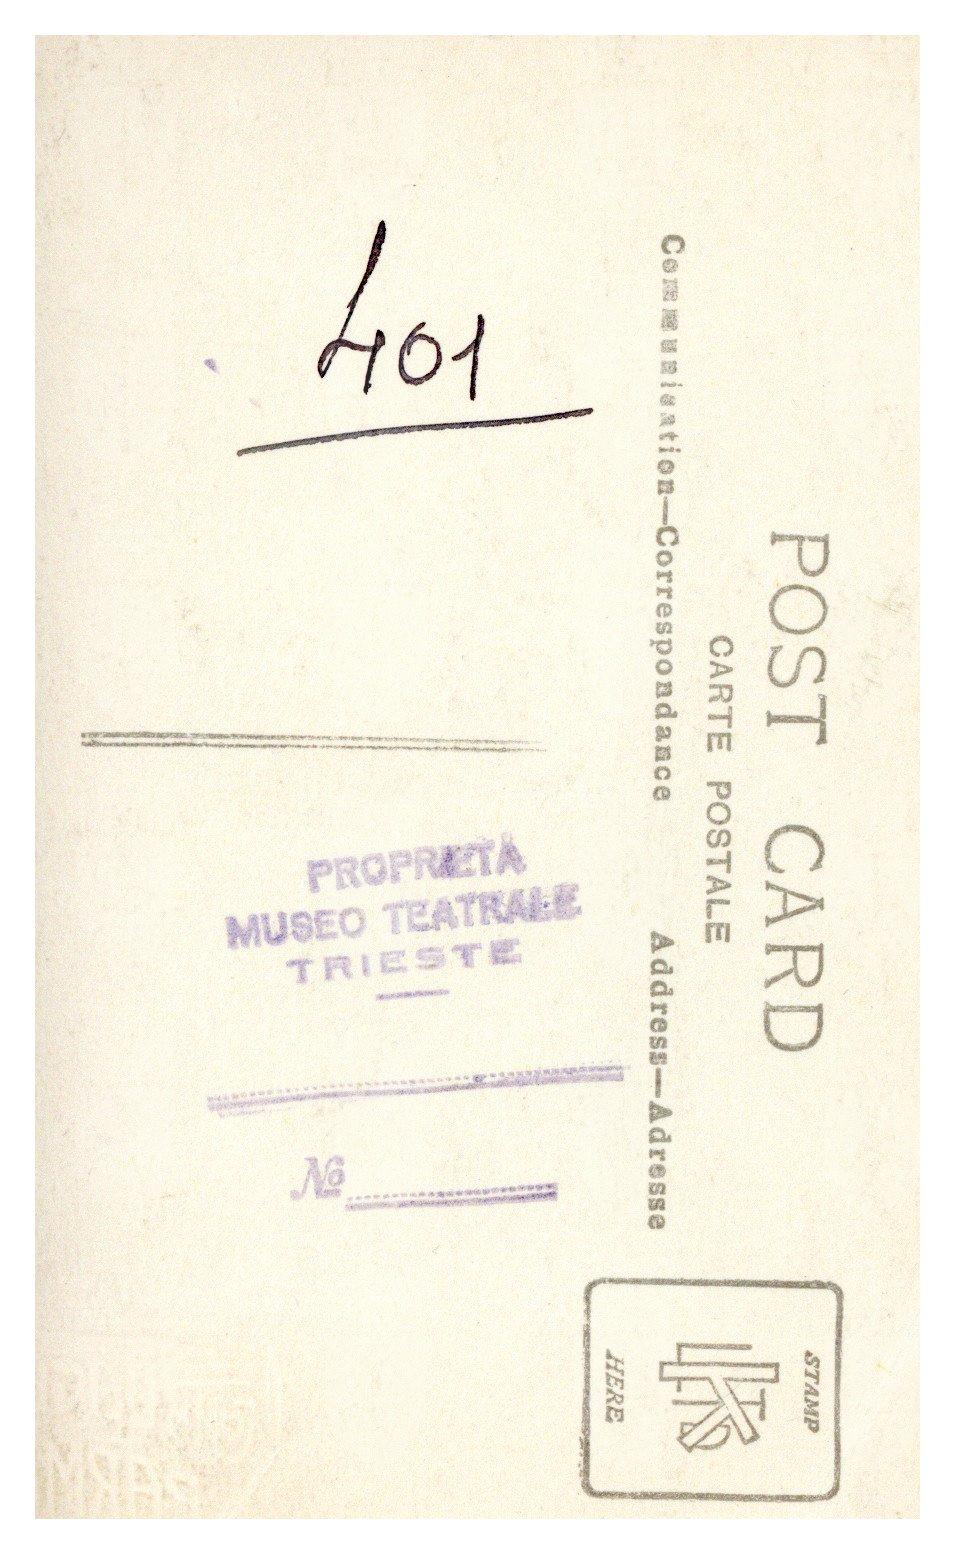 401
POST CARD
CARTE POSTALE
Communication—Correspondance
Address—Adresse
PROPRIETÀ
MUSEO TEATRALE
TRIESTE
No
STAMP
HERE